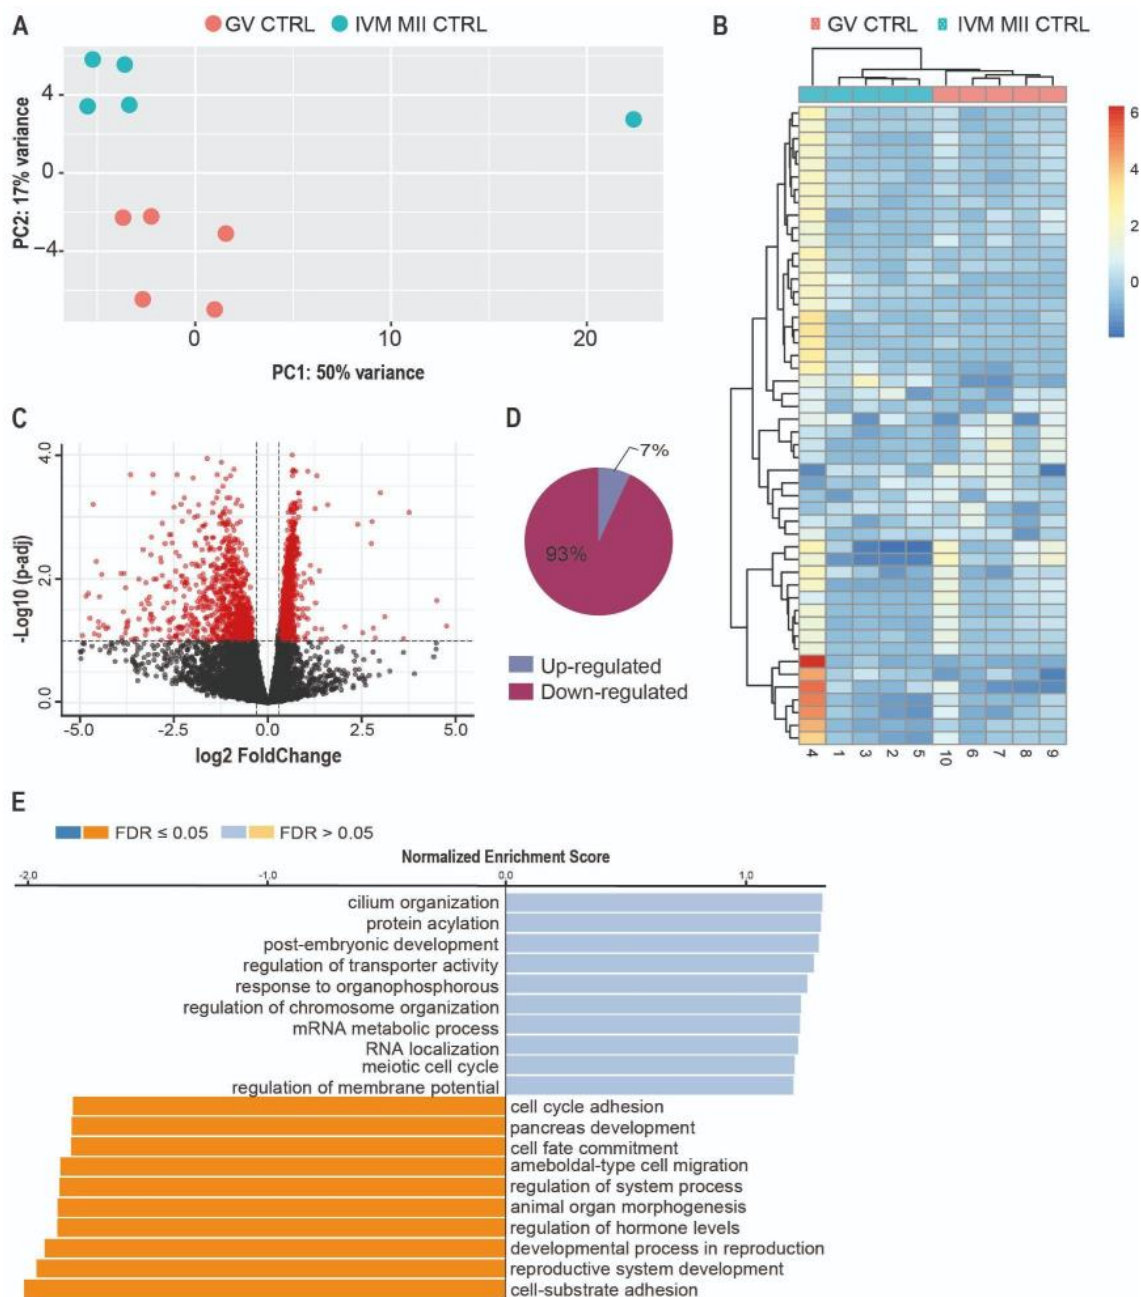 A
GV CTRL IVM MII CTRL
PC2: 17% variance
4
0
−4
0 10 20
PC1: 50% variance
B
GV CTRL IVM MII CTRL
6
4
2
0
4 1 3 2 5 10 6 7 8 9
C
-Log10 (p-adj)
4.0
2.0
0.0
-5.0 -2.5 0.0 2.5 5.0
log2 FoldChange
D
7%
93%
Up-regulated
Down-regulated
E
FDR ≤ 0.05 FDR > 0.05
Normalized Enrichment Score
-2,0 -1,0 0,0 1,0
cilium organization
protein acylation
post-embryonic development
regulation of transporter activity
response to organophosphorous
regulation of chromosome organization
mRNA metabolic process
RNA localization
meiotic cell cycle
regulation of membrane potential
cell cycle adhesion
pancreas development
cell fate commitment
ameboldal-type cell migration
regulation of system process
animal organ morphogenesis
regulation of hormone levels
developmental process in reproduction
reproductive system development
cell-substrate adhesion